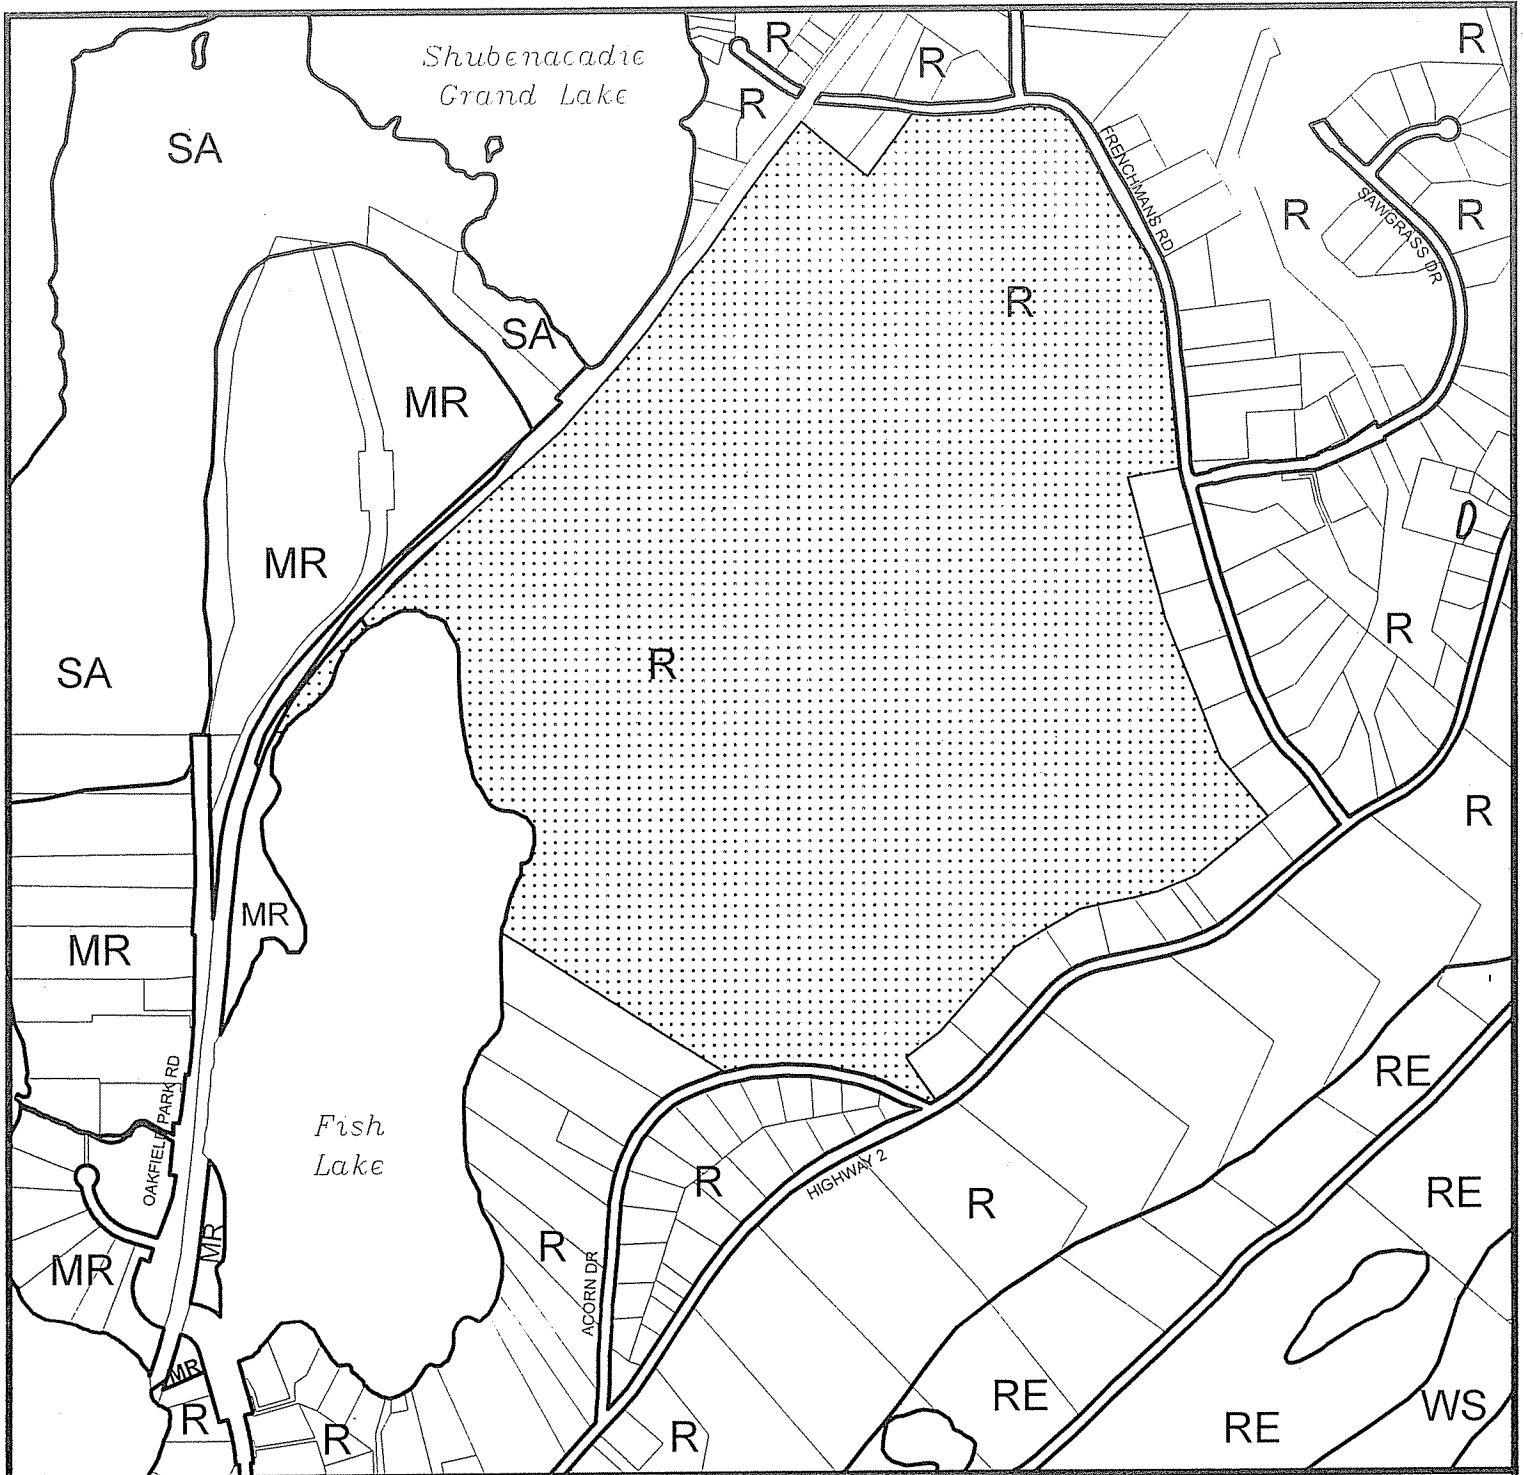 Shubenacadie
Grand Lake
R
R
R
R
SA
FRENCHMANS RD
R
SAWGRASS DR
R
R
SA
MR
MR
R
SA
R
R
MR
MR
RE
OAKFIELD PARK RD
Fish
Lake
R
HIGHWAY 2
R
RE
MR
R
MR
ACORN DR
MR
RE
R
R
R
RE
WS